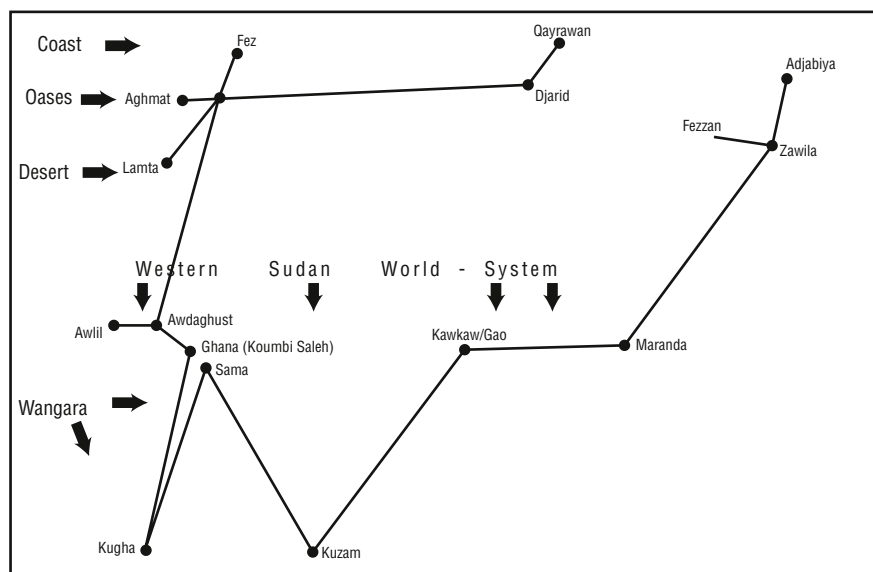 Coast
Fez
Qayrawan
Adjabiya
Oases
Aghmat
Djarid
Fezzan
Zawila
Desert
Lamta
Western Sudan World - System
Awlil
Awdaghust
Ghana (Koumbi Saleh)
Kawkaw/Gao
Maranda
Sama
Wangara
Kugha
Kuzam